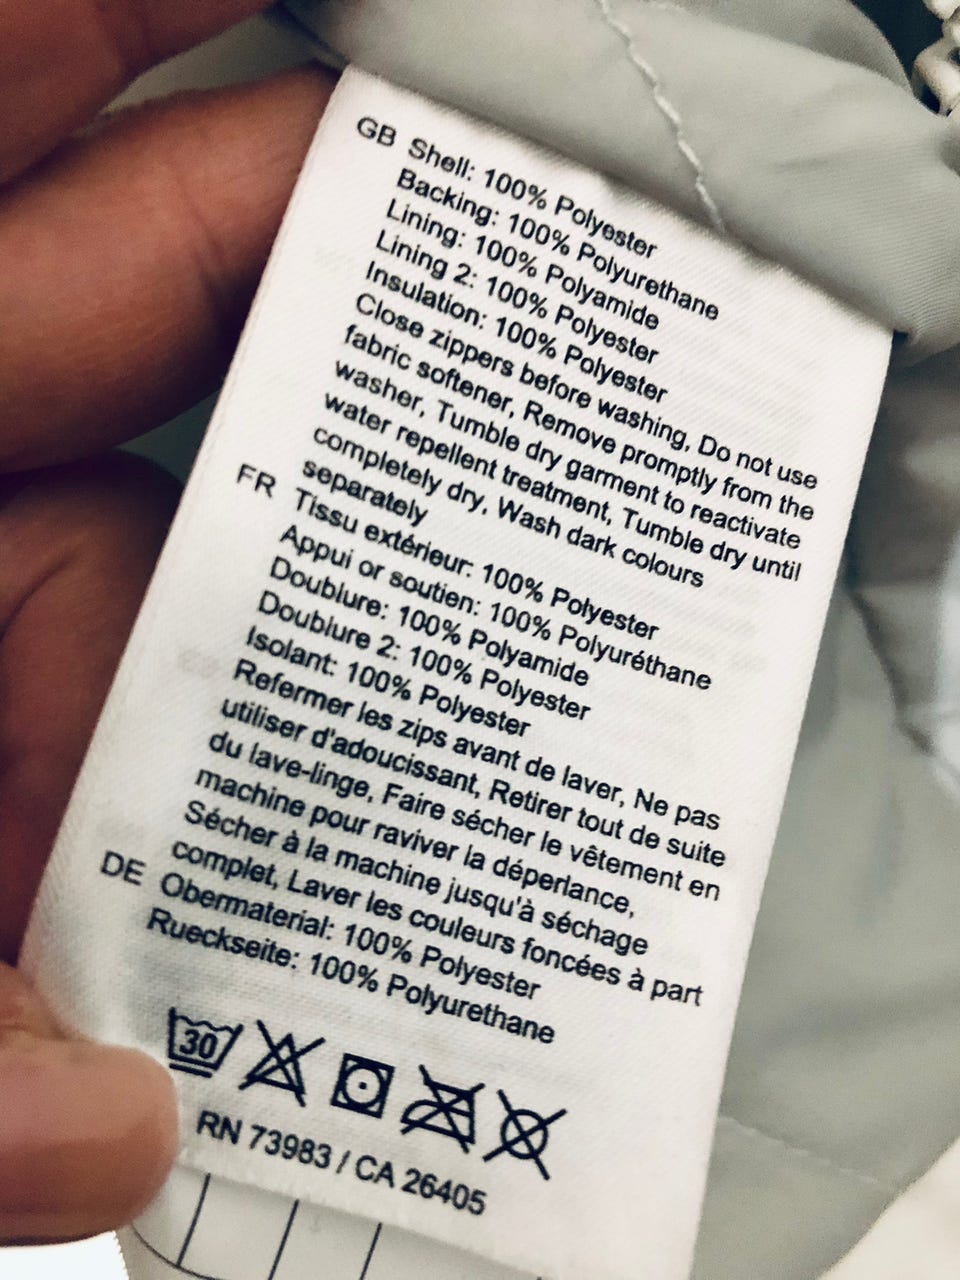 GB Shell: 100% Polyester
Backing: 100% Polyurethane
Lining: 100% Polyamide
Lining 2: 100% Polyester
Insulation: 100% Polyester
Close zippers before washing, Do not use
fabric softener, Remove promptly from the
washer, Tumble dry garment to reactivate
water repellent treatment, Tumble dry until
completely dry, Wash dark colours
separately
FR Tissu extérieur: 100% Polyester
Appui or soutien: 100% Polyuréthane
Doublure: 100% Polyamide
Doublure 2: 100% Polyester
Isolant: 100% Polyester
Refermer les zips avant de laver, Ne pas
utiliser d'adoucissant, Retirer tout de suite
du lave-linge, Faire sécher le vêtement en
machine pour raviver la déperlance,
Sécher à la machine jusqu'à séchage
complet, Laver les couleurs foncées à part
DE Obermaterial: 100% Polyester
Rueckseite: 100% Polyurethane
30
RN 73983 / CA 26405